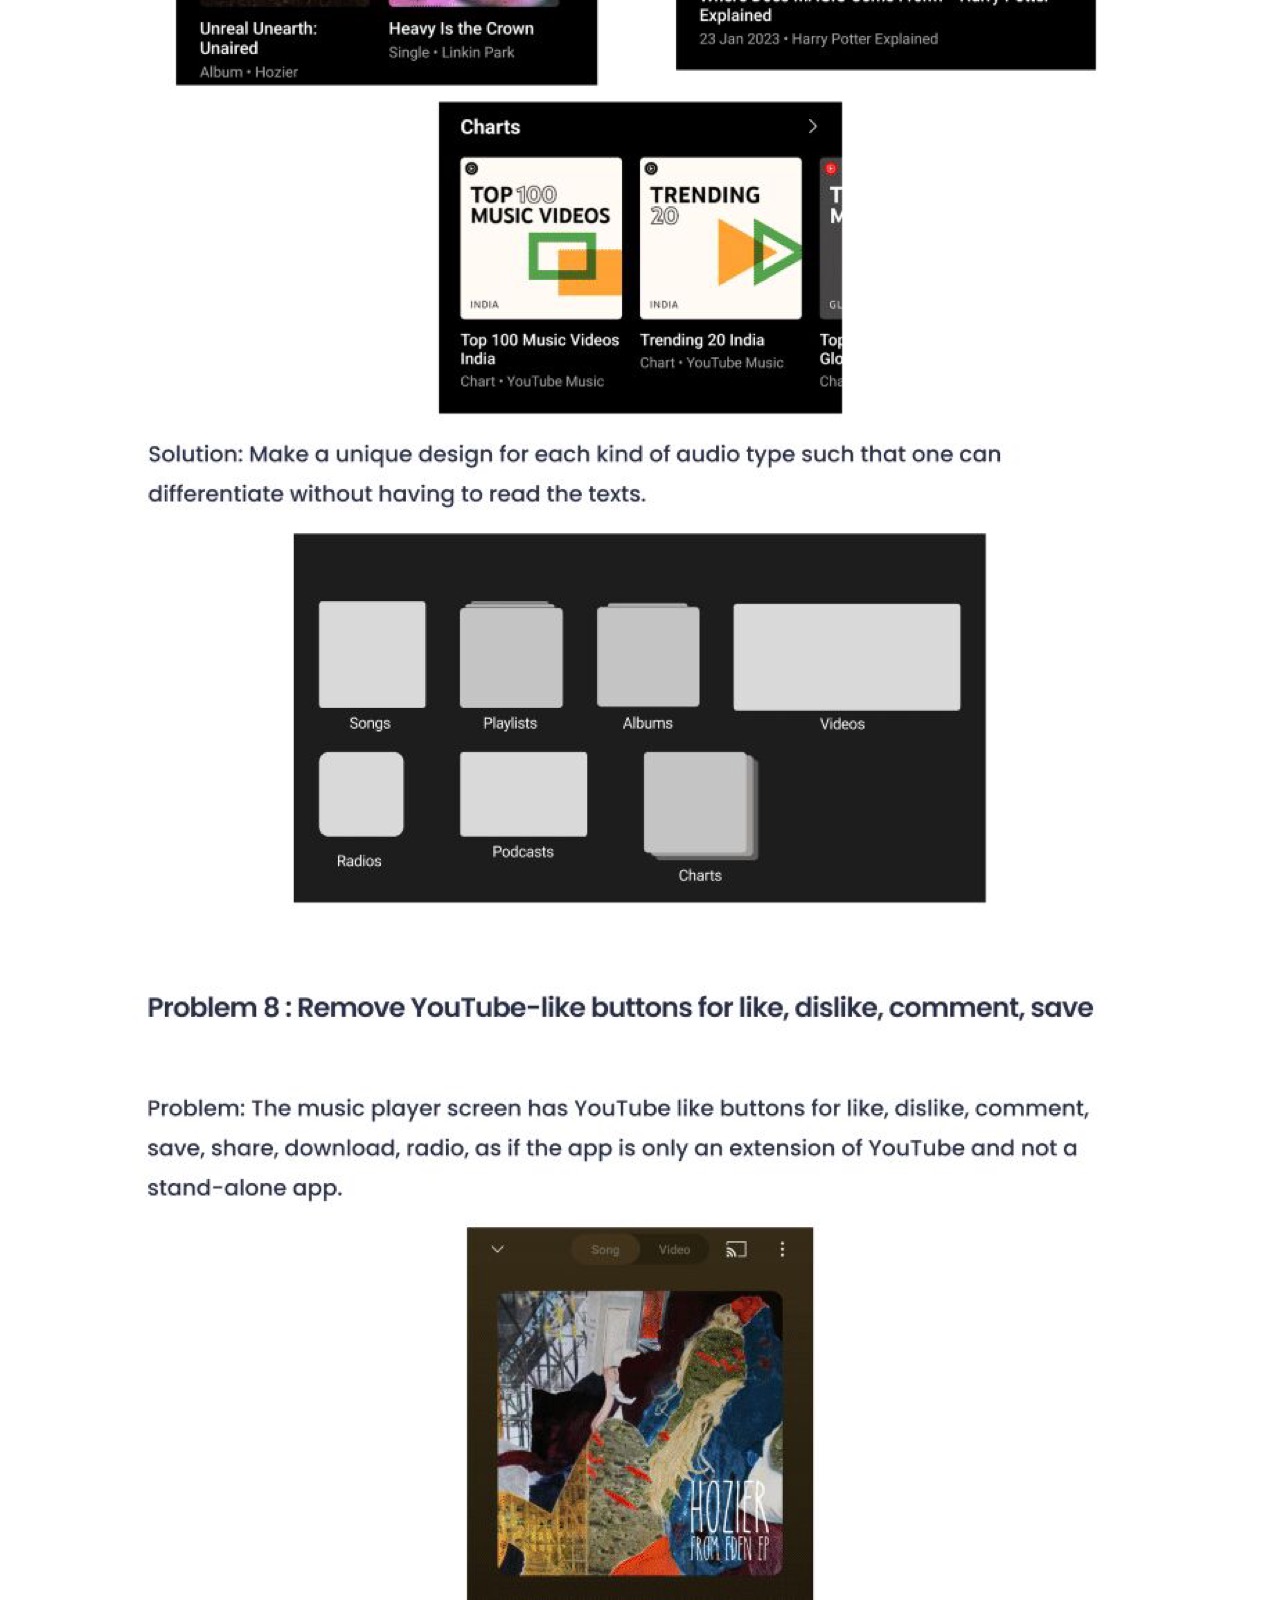 Unreal Unearth:
Unaired
Album • Hozier
Heavy Is the Crown
Single • Linkin Park
Explained
23 Jan 2023 • Harry Potter Explained
Charts
TOP 100
MUSIC VIDEOS
INDIA
Top 100 Music Videos
India
Chart • YouTube Music
TRENDING
20
INDIA
Trending 20 India
Chart • YouTube Music
Solution: Make a unique design for each kind of audio type such that one can
differentiate without having to read the texts.
Songs
Playlists
Albums
Videos
Radios
Podcasts
Charts
Problem 8 : Remove YouTube-like buttons for like, dislike, comment, save
Problem: The music player screen has YouTube like buttons for like, dislike, comment,
save, share, download, radio, as if the app is only an extension of YouTube and not a
stand-alone app.
Song
Video
HOZIER
FROM EDEN EP